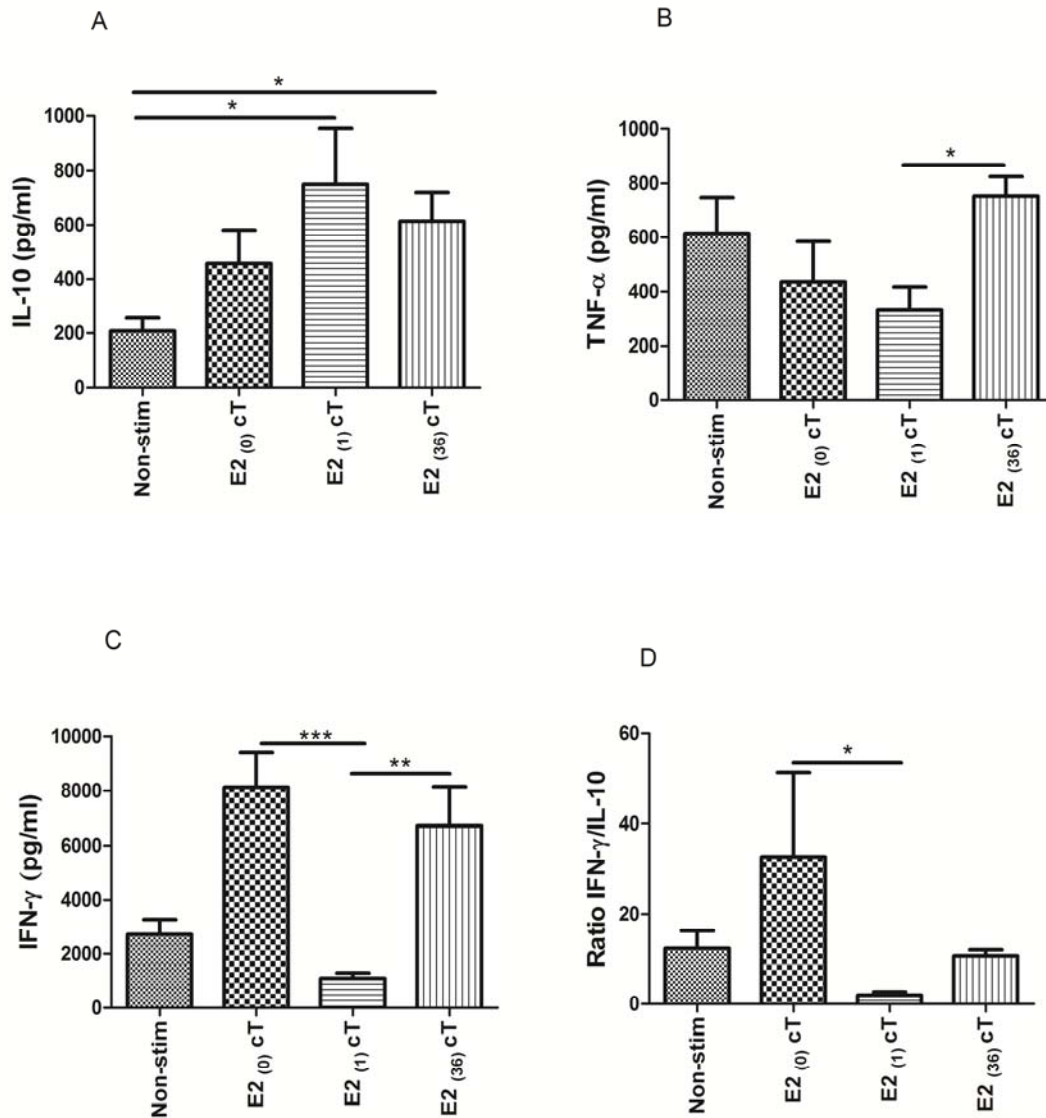 A
*
*
IL-10 (pg/ml)
1000
800
600
400
200
0
Non-stim
E2 (0) cT
E2 (1) cT
E2 (36) cT
B
*
TNF-α (pg/ml)
1000
800
600
400
200
0
Non-stim
E2 (0) cT
E2 (1) cT
E2 (36) cT
C
***
**
IFN-γ (pg/ml)
10000
8000
6000
4000
2000
0
Non-stim
E2 (0) cT
E2 (1) cT
E2 (36) cT
D
*
Ratio IFN-γ/IL-10
60
40
20
0
Non-stim
E2 (0) cT
E2 (1) cT
E2 (36) cT